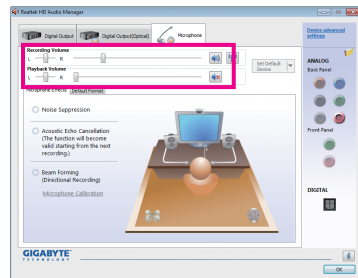 Realtek HD Audio Manager
Digital Output
Digital Output(Optical)
Microphone
Device advanced
settings
Recording Volume
L
R
Set Default
Device
Playback Volume
L
R
Microphone Effects
Default Format
ANALOG
Back Panel
Noise Suppression
Acoustic Echo Cancellation
(The function will become
valid starting from the next
recording.)
Front Panel
Beam Forming
(Directional Recording)
Microphone Calibration
DIGITAL
GIGABYTE
TECHNOLOGY
OK